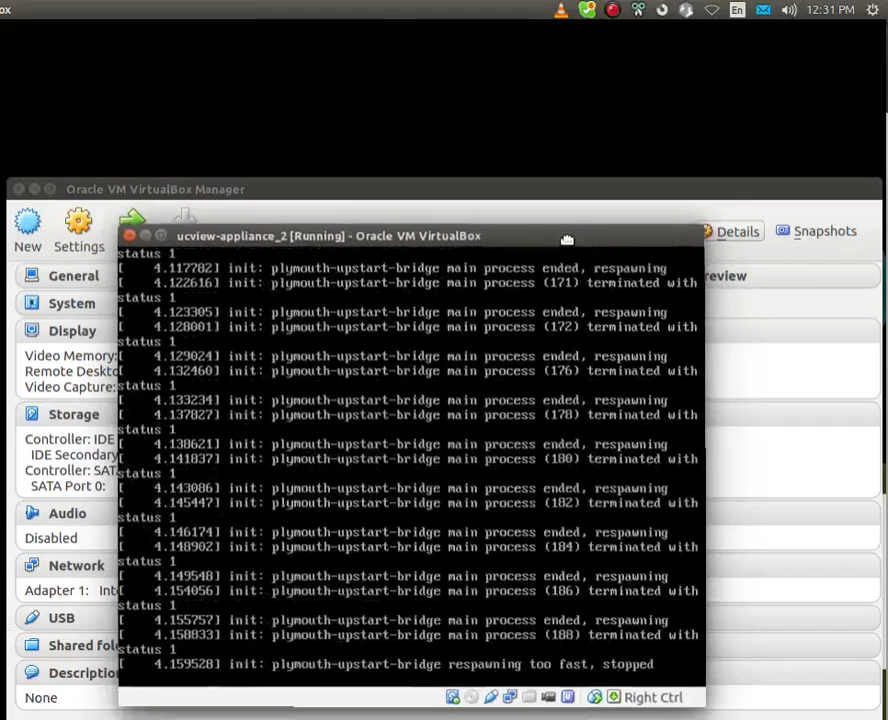 ox
En
12:31 PM
Oracle VM VirtualBox Manager
New
Settings
Details
Snapshots
General
System
Display
Video Memory:
Remote Deskto
Video Capture:
Storage
Controller: IDE
IDE Secondary
Controller: SATA
SATA Port 0:
Audio
Disabled
Network
Adapter 1: Inte
USB
Shared fol
Description
None
review
ucview-appliance_2 [Running] - Oracle VM VirtualBox
status 1
[    4.117782] init: plymouth-upstart-bridge main process ended, respawning
[    4.122616] init: plymouth-upstart-bridge main process (171) terminated with
status 1
[    4.123305] init: plymouth-upstart-bridge main process ended, respawning
[    4.128001] init: plymouth-upstart-bridge main process (172) terminated with
status 1
[    4.129024] init: plymouth-upstart-bridge main process ended, respawning
[    4.132460] init: plymouth-upstart-bridge main process (176) terminated with
status 1
[    4.133234] init: plymouth-upstart-bridge main process ended, respawning
[    4.137827] init: plymouth-upstart-bridge main process (178) terminated with
status 1
[    4.138621] init: plymouth-upstart-bridge main process ended, respawning
[    4.141837] init: plymouth-upstart-bridge main process (180) terminated with
status 1
[    4.143086] init: plymouth-upstart-bridge main process ended, respawning
[    4.145447] init: plymouth-upstart-bridge main process (182) terminated with
status 1
[    4.146174] init: plymouth-upstart-bridge main process ended, respawning
[    4.148902] init: plymouth-upstart-bridge main process (184) terminated with
status 1
[    4.149548] init: plymouth-upstart-bridge main process ended, respawning
[    4.154056] init: plymouth-upstart-bridge main process (186) terminated with
status 1
[    4.155757] init: plymouth-upstart-bridge main process ended, respawning
[    4.158833] init: plymouth-upstart-bridge main process (188) terminated with
status 1
[    4.159528] init: plymouth-upstart-bridge respawning too fast, stopped
Right Ctrl